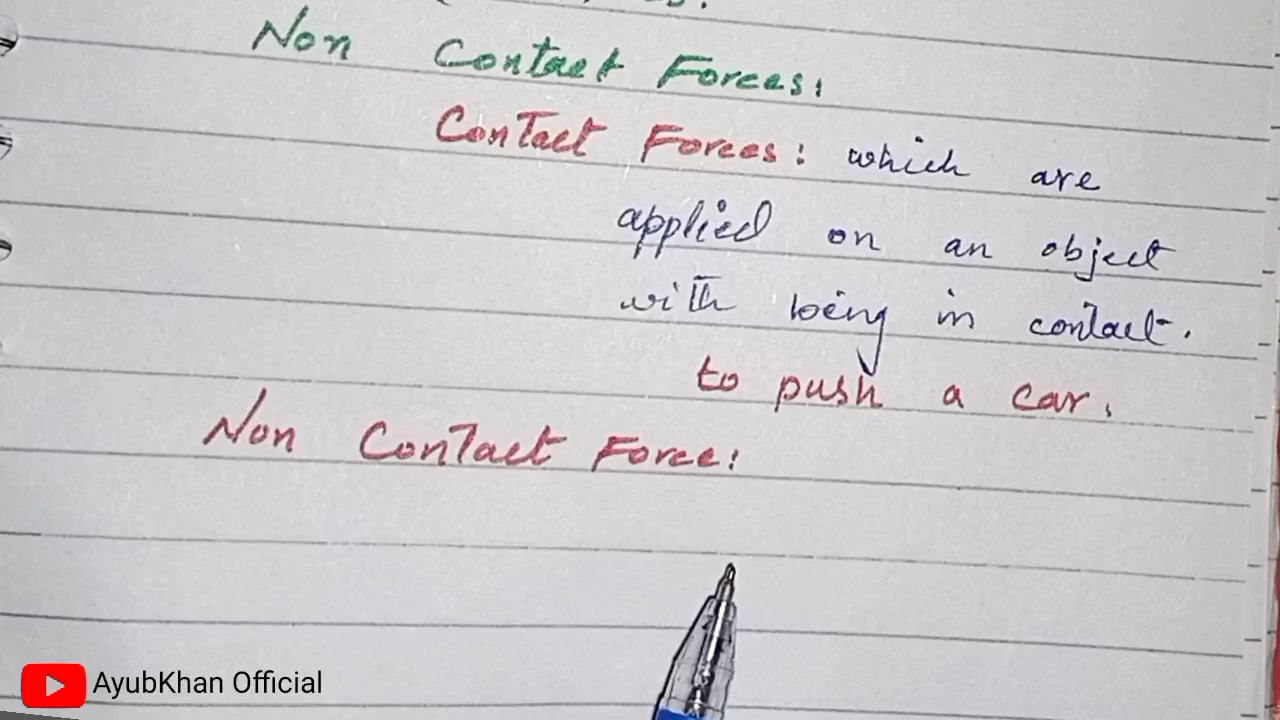 Non Contact Forces:
Contact Forces: which are
applied on an object
with being in contact.
to push a car.
Non Contact Force:
AyubKhan Official